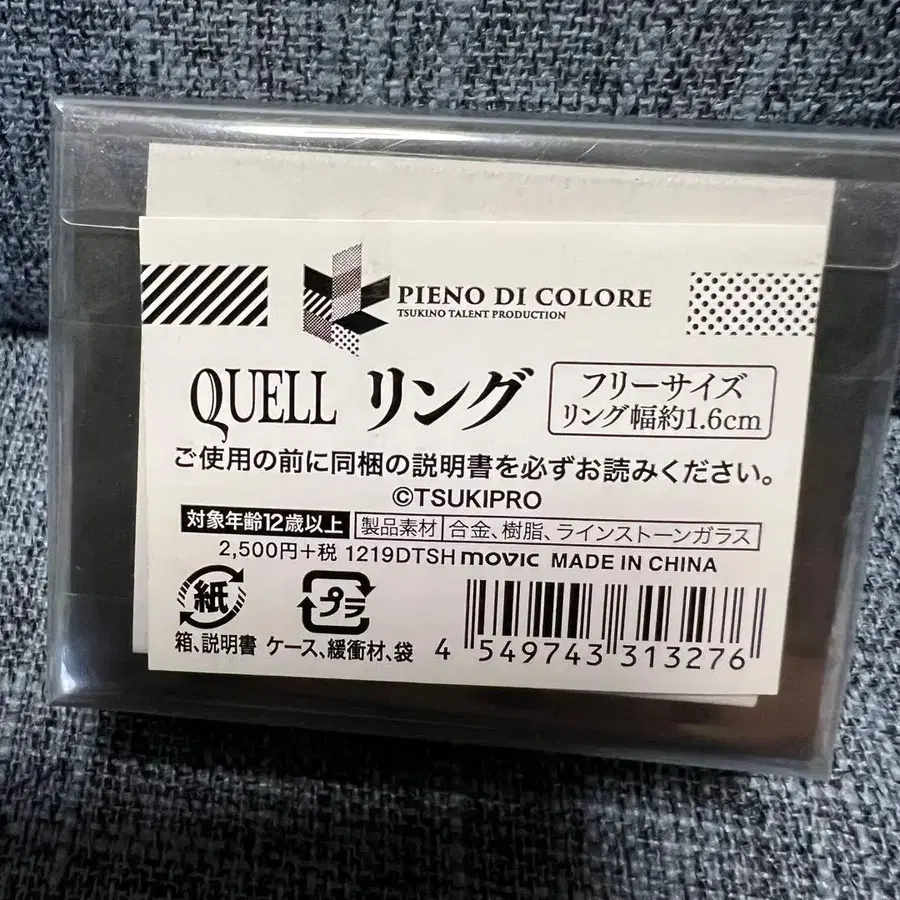 PIENO DI COLORE
TSUKINO TALENT PRODUCTION
QUELL リング
フリーサイズ
リング幅約1.6cm
ご使用の前に同梱の説明書を必ずお読みください。
©TSUKIPRO
対象年齢12歳以上 製品素材 合金、樹脂、ラインストーンガラス
2,500円+税 1219DTSH movic MADE IN CHINA
紙 プラ
箱、説明書 ケース、緩衝材、袋
4 549743 313276